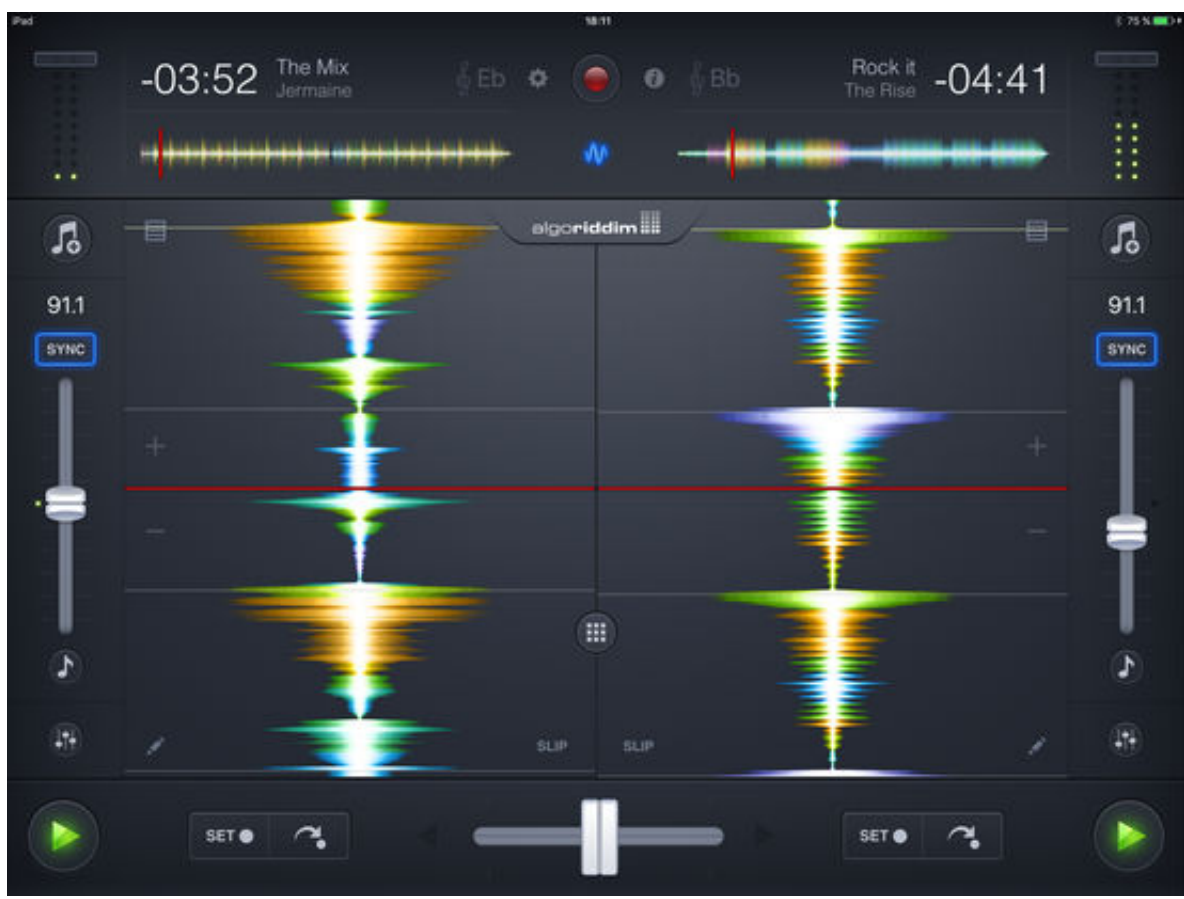 iPad 18:11 75 %
-03:52 The Mix Eb Bb Rock it -04:41
Jermaine The Rise
algoriddim
91.1 91.1
SYNC SYNC
SLIP SLIP
SET SET